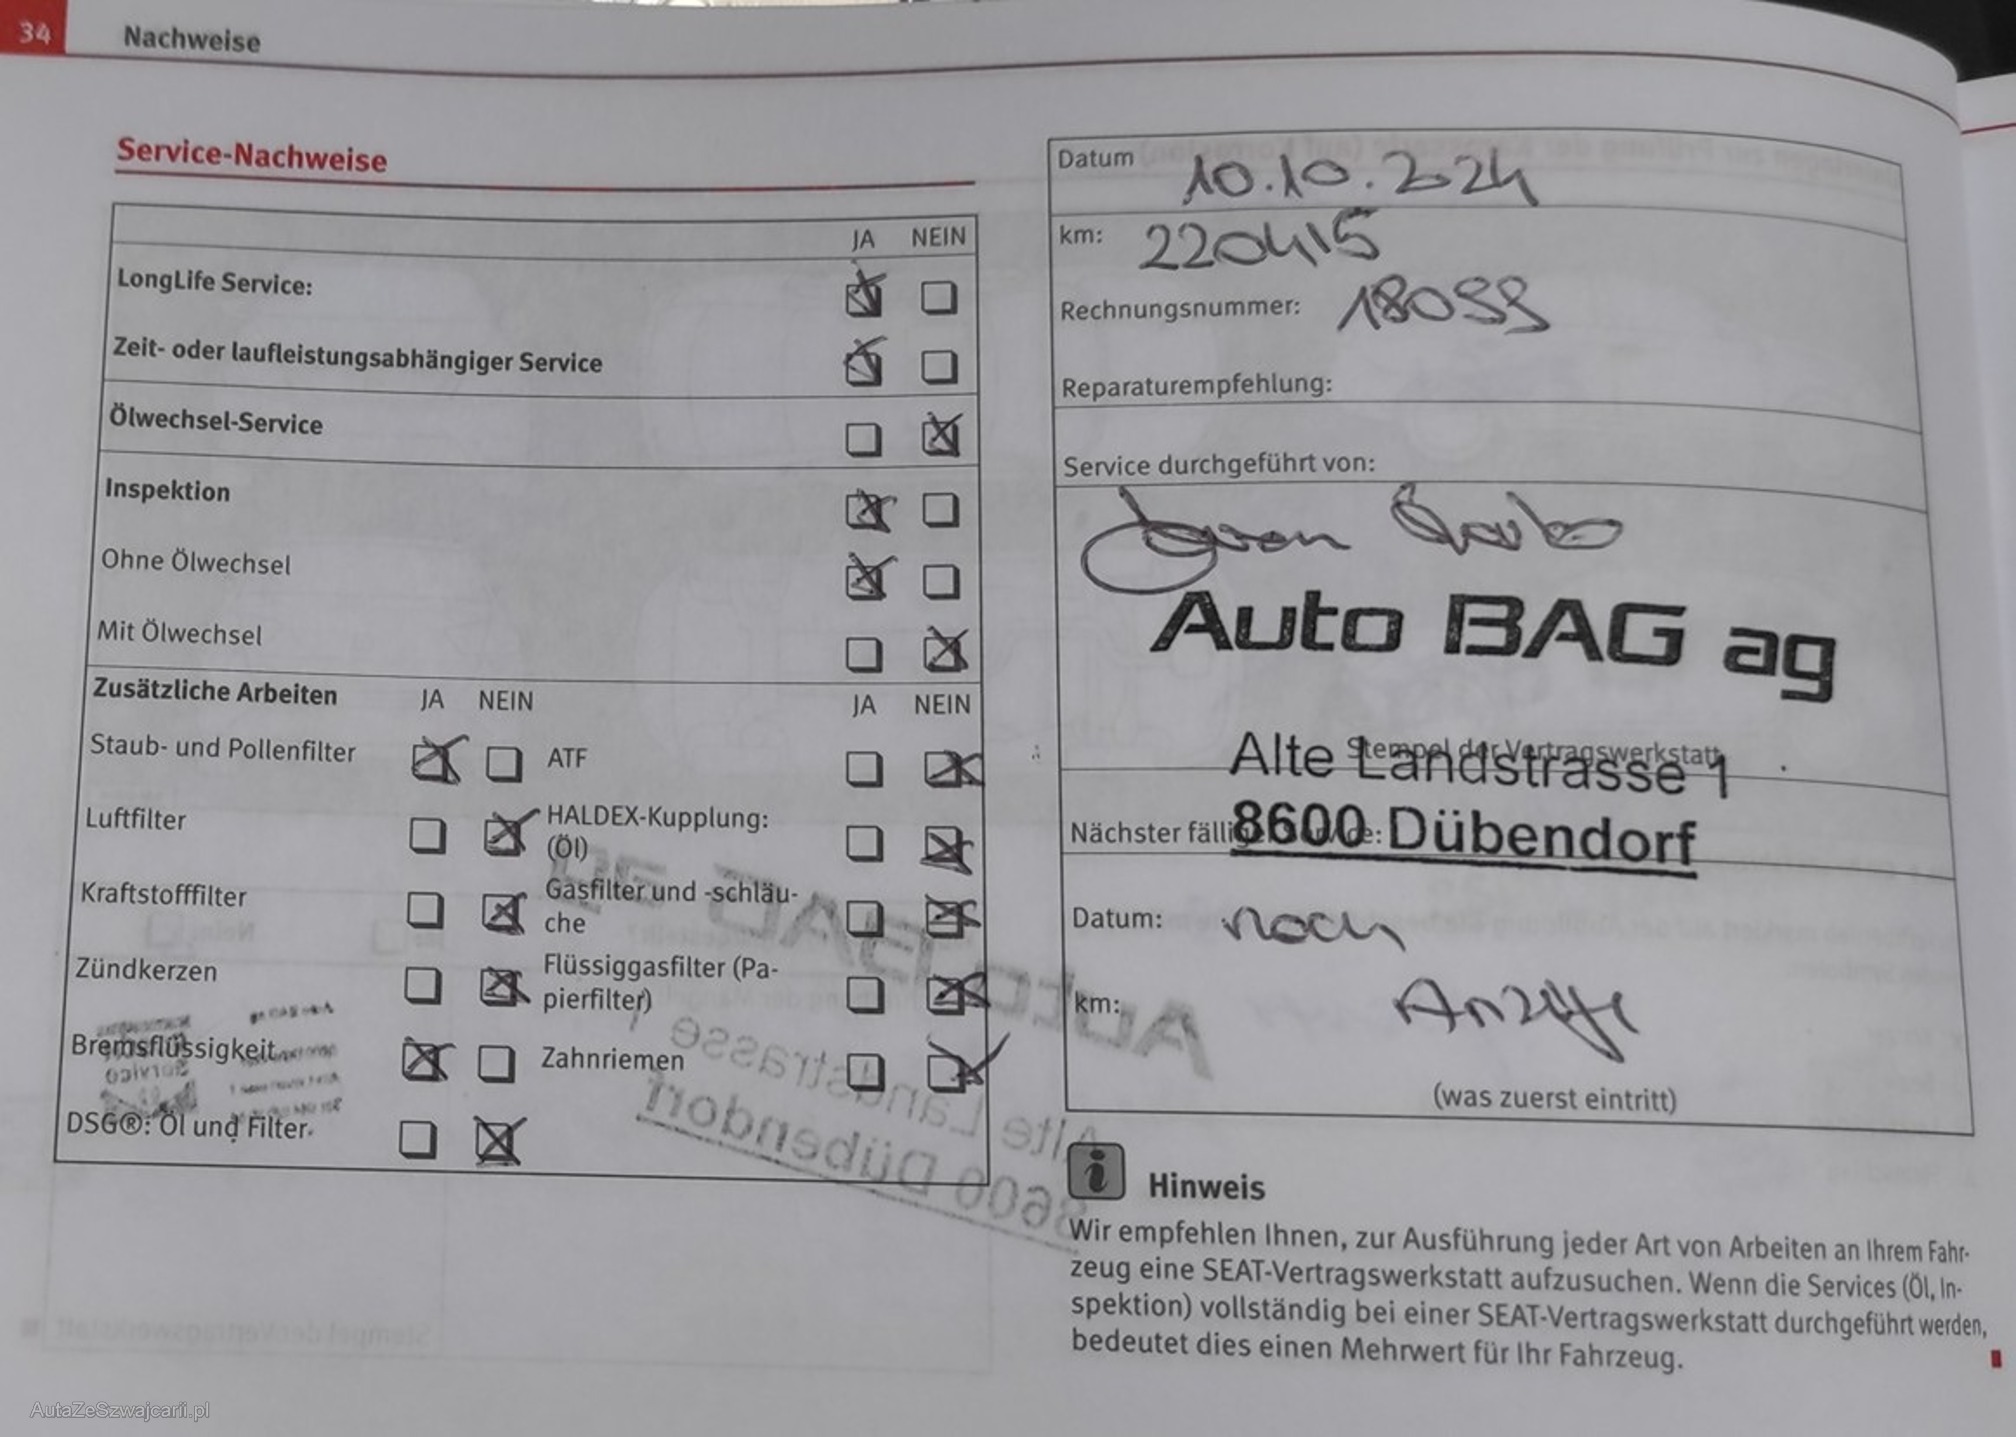 34 Nachweise
Service-Nachweise
JA NEIN
LongLife Service:
Zeit- oder laufleistungsabhängiger Service
Ölwechsel-Service
Inspektion
Ohne Ölwechsel
Mit Ölwechsel
Zusätzliche Arbeiten JA NEIN JA NEIN
Staub- und Pollenfilter ATF
Luftfilter HALDEX-Kupplung:
(Öl)
Kraftstofffilter Gasfilter und -schläu-
che
Zündkerzen Flüssiggasfilter (Pa-
pierfilter)
Bremsflüssigkeit Zahnriemen
DSG®: Öl und Filter
Datum 10.10.2024
km: 220415
Rechnungsnummer: 18099
Reparaturempfehlung:
Service durchgeführt von:
Auto BAG ag
Stempel der Vertragswerkstatt
Alte Landstrasse 1
Nächster fälliger Service:
8600 Dübendorf
Datum: nach
km: Anzeige
(was zuerst eintritt)
i Hinweis
Wir empfehlen Ihnen, zur Ausführung jeder Art von Arbeiten an Ihrem Fahr-
zeug eine SEAT-Vertragswerkstatt aufzusuchen. Wenn die Services (Öl, In-
spektion) vollständig bei einer SEAT-Vertragswerkstatt durchgeführt werden,
bedeutet dies einen Mehrwert für Ihr Fahrzeug.
AutaZeSzwajcarii.pl